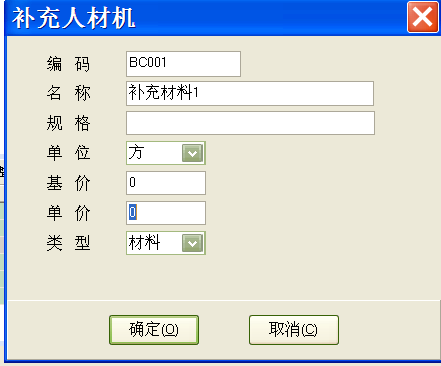 补充人材机
编 码 BC001
名 称 补充材料1
规 格
单 位 方
基 价 0
单 价 0
类 型 材料
确定(O) 取消(C)